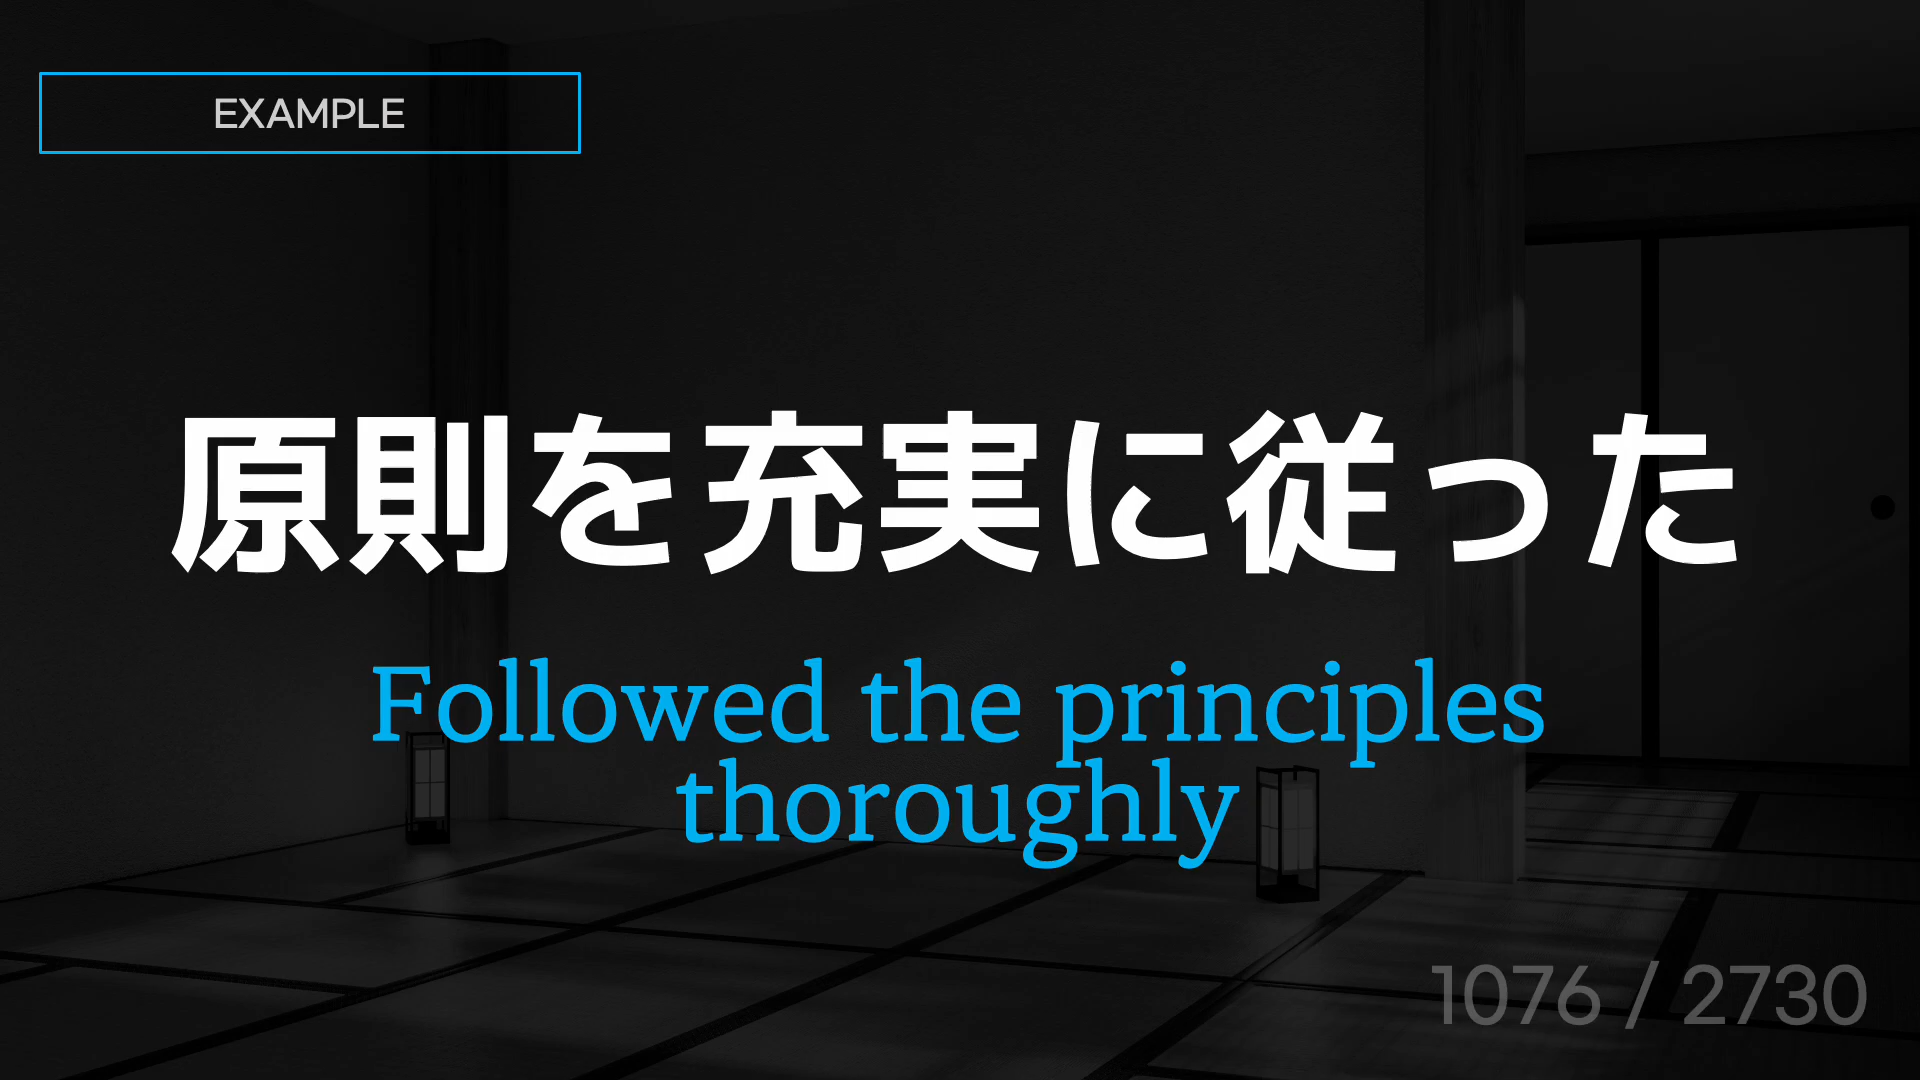 EXAMPLE
原則を充実に従った
Followed the principles
thoroughly
1076 / 2730